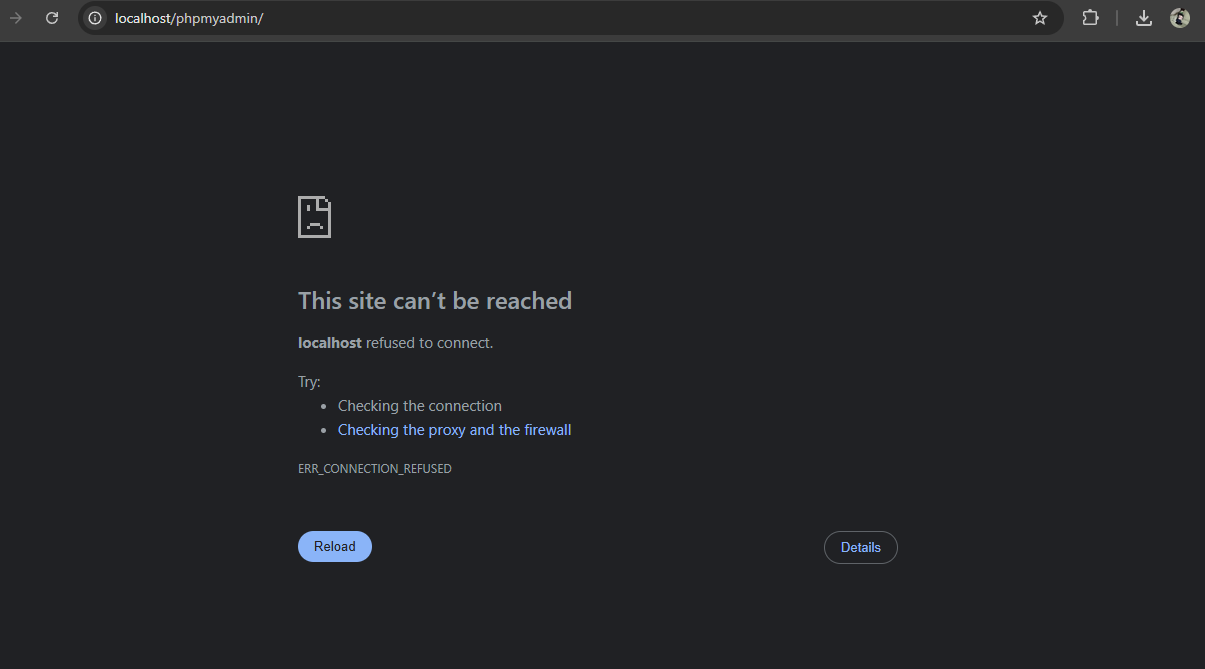 localhost/phpmyadmin/
This site can’t be reached
localhost refused to connect.
Try:
Checking the connection
Checking the proxy and the firewall
ERR_CONNECTION_REFUSED
Reload
Details